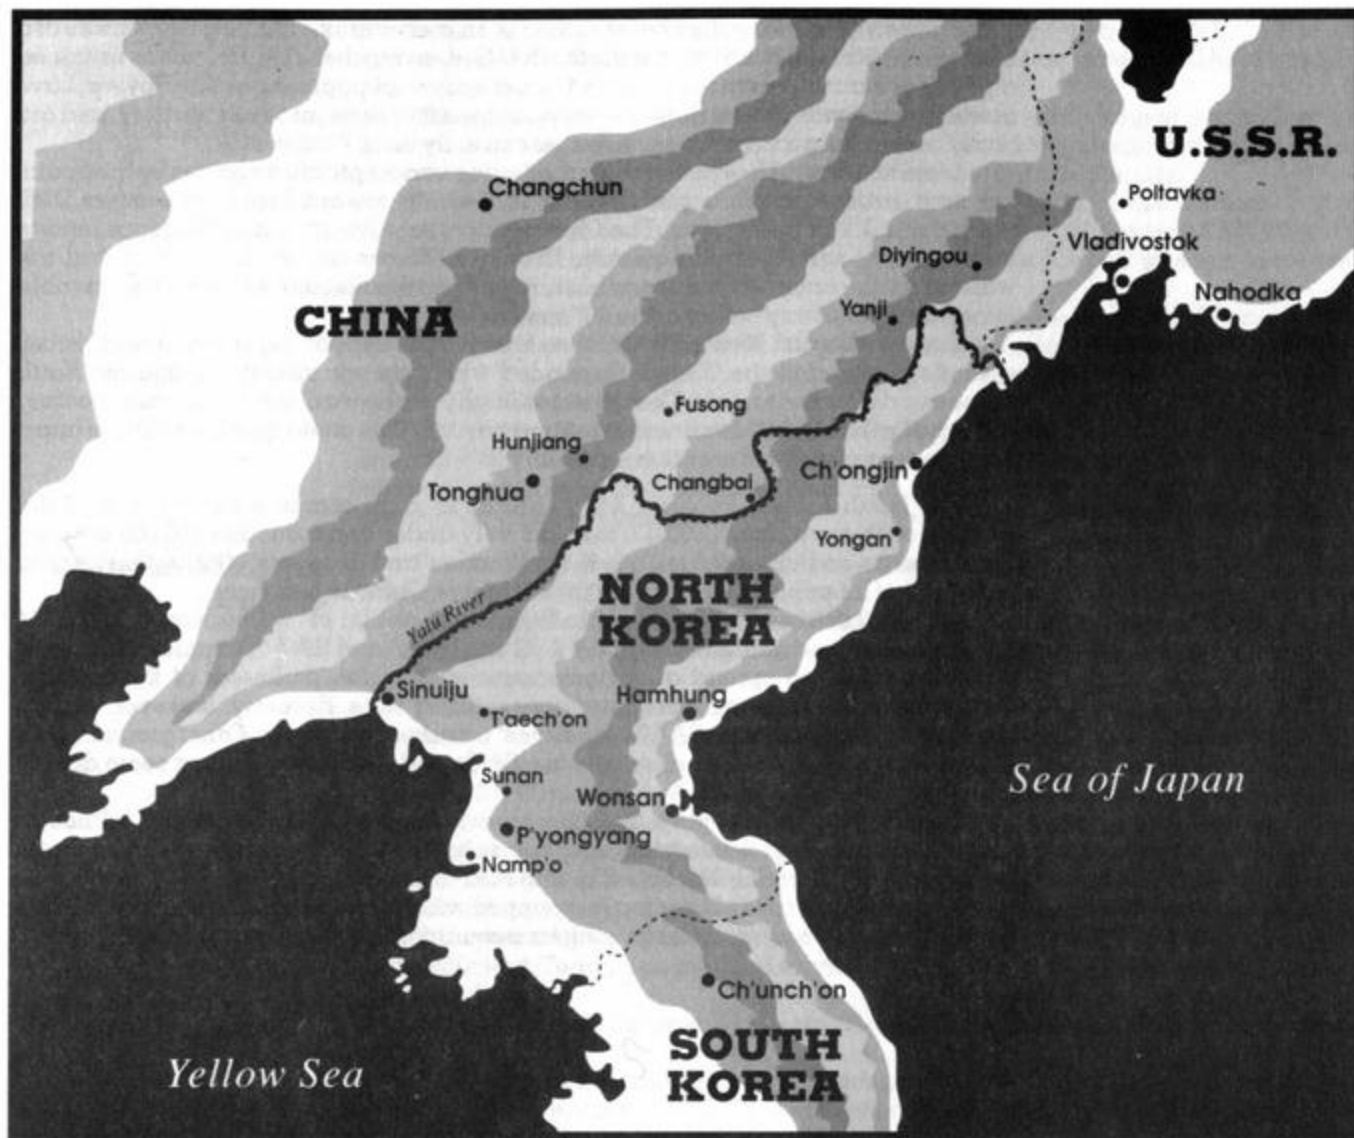 U.S.S.R.
Changchun
Poltavka
Vladivostok
Diyingou
Nahodka
CHINA
Yanji
Fusong
Hunjiang
Changbai
Ch'ongjin
Tonghua
Yongan
NORTH
KOREA
Yalu River
Sinuiju
Hamhung
T'aech'on
Sunan
Sea of Japan
Wonsan
P'yongyang
Namp'o
Ch'unch'on
SOUTH
KOREA
Yellow Sea